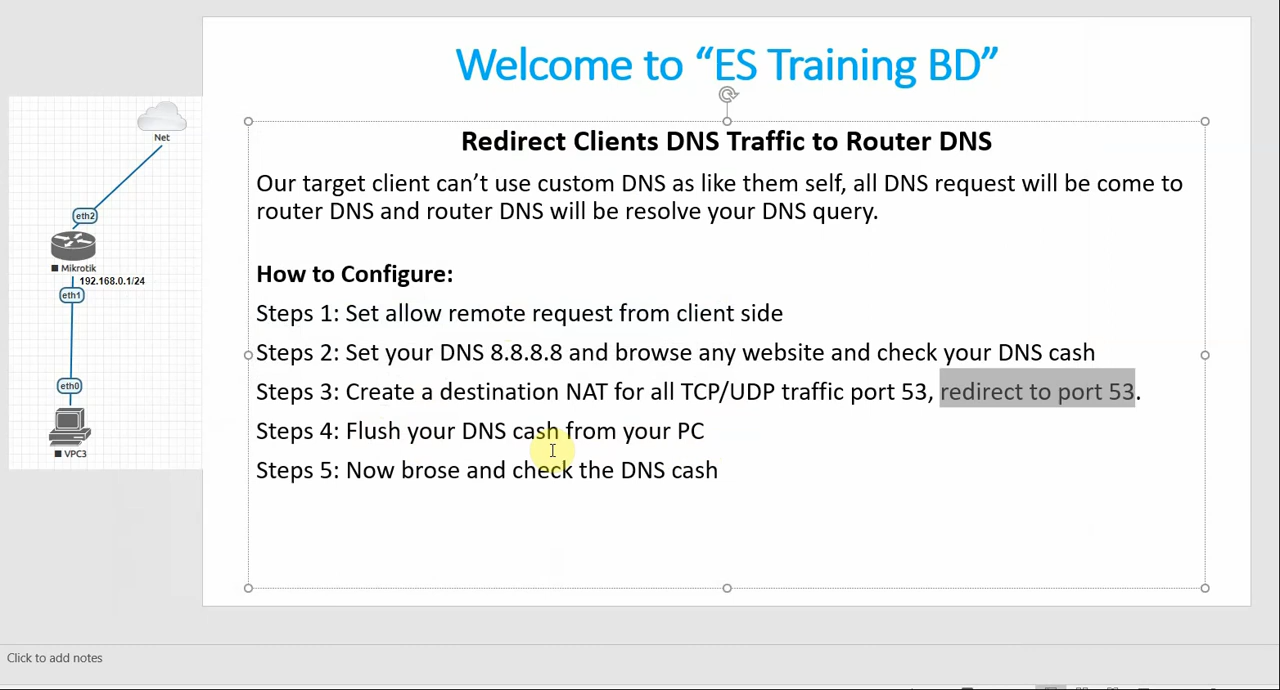 Welcome to “ES Training BD”
Net
eth2
Mikrotik
192.168.0.1/24
eth1
eth0
VPC3
Redirect Clients DNS Traffic to Router DNS
Our target client can’t use custom DNS as like them self, all DNS request will be come to
router DNS and router DNS will be resolve your DNS query.
How to Configure:
Steps 1: Set allow remote request from client side
Steps 2: Set your DNS 8.8.8.8 and browse any website and check your DNS cash
Steps 3: Create a destination NAT for all TCP/UDP traffic port 53, redirect to port 53.
Steps 4: Flush your DNS cash from your PC
Steps 5: Now brose and check the DNS cash
Click to add notes